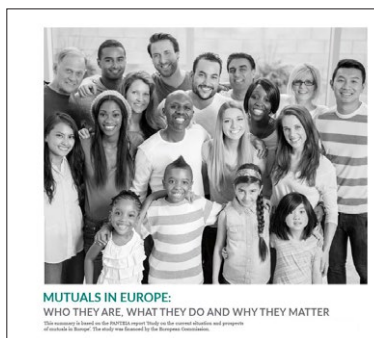 MUTUALS IN EUROPE:
WHO THEY ARE, WHAT THEY DO AND WHY THEY MATTER
This summary is based on the PANTEIA report 'Study on the current situation and prospects
of mutuals in Europe'. The study was financed by the European Commission.